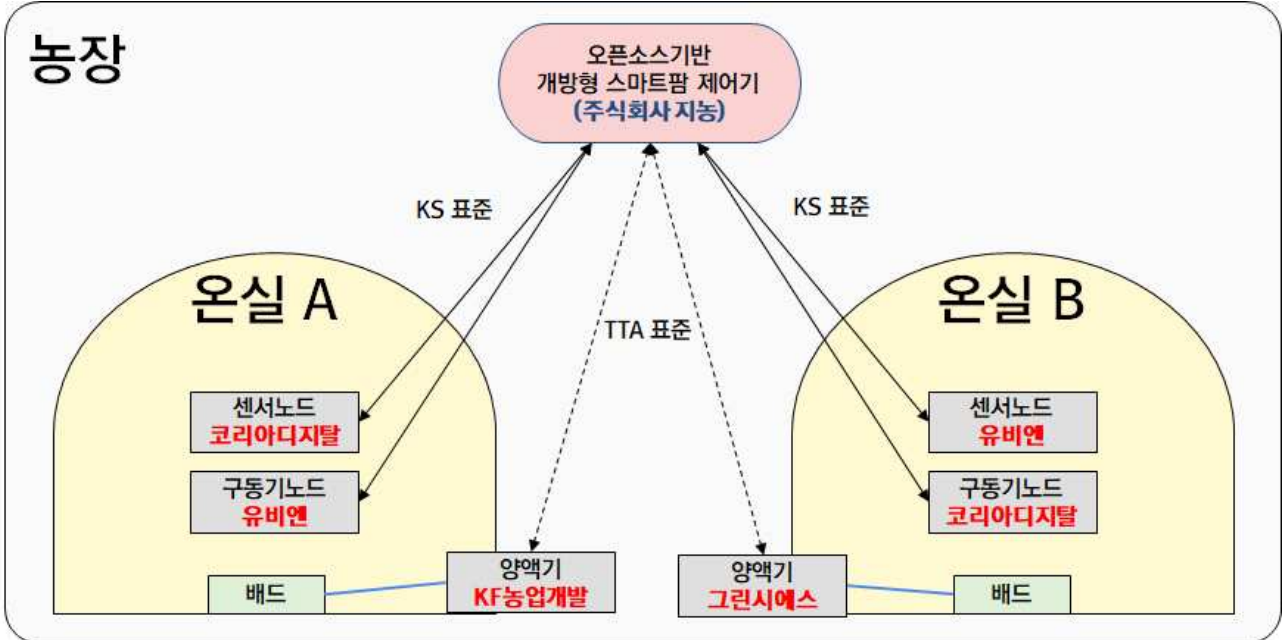 농장
오픈소스기반
개방형 스마트팜 제어기
(주식회사 지농)
KS 표준
KS 표준
온실 A
온실 B
TTA 표준
센서노드
코리아디지탈
센서노드
유비엔
구동기노드
유비엔
구동기노드
코리아디지탈
양액기
KF농업개발
양액기
그린시에스
배드
배드